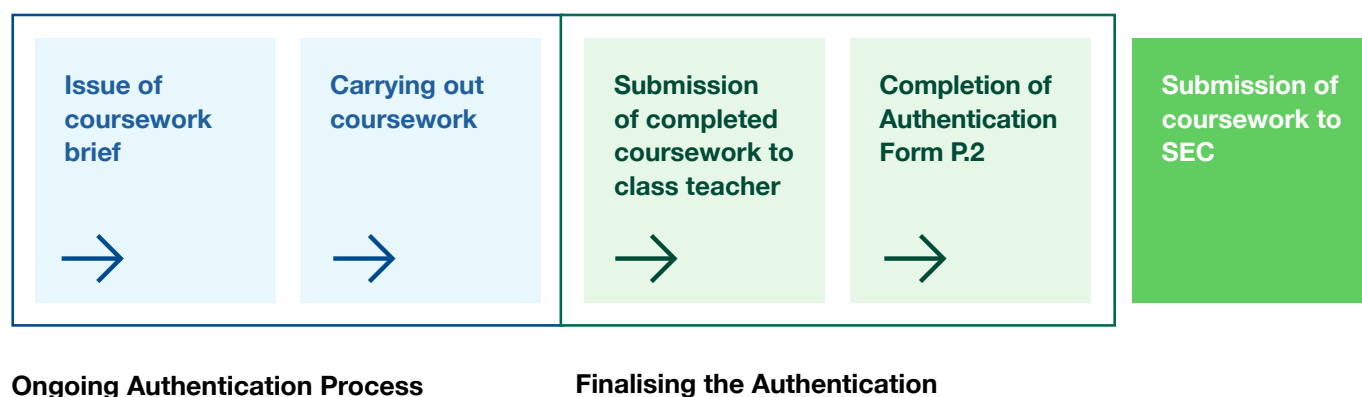 Issue of
coursework
brief
Carrying out
coursework
Submission
of completed
coursework to
class teacher
Completion of
Authentication
Form P.2
Submission of
coursework to
SEC
Ongoing Authentication Process
Finalising the Authentication